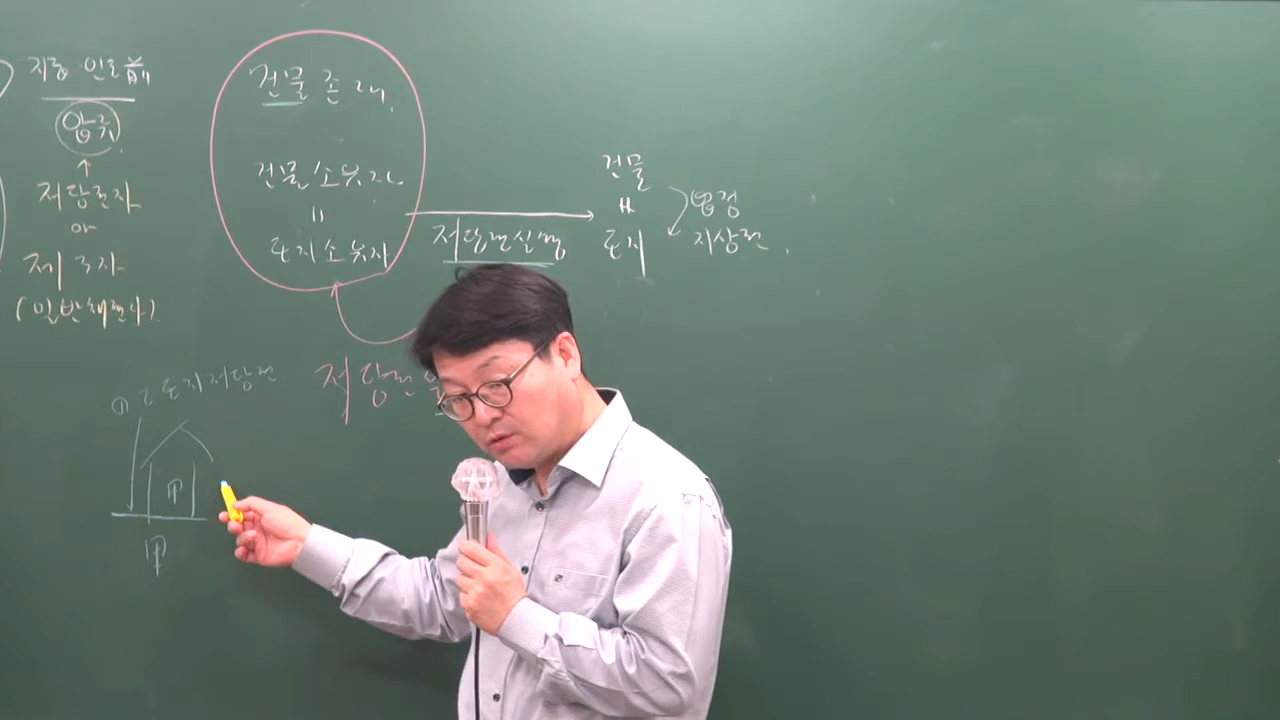 지급·인도 前
압류
저당권자
or
제3자
(일반채권자)
건물 존재.
건물소유자
=
토지소유자
저당권실행
건물
토지
법정
지상권.
저당권
① 2 토지저당권
甲
甲